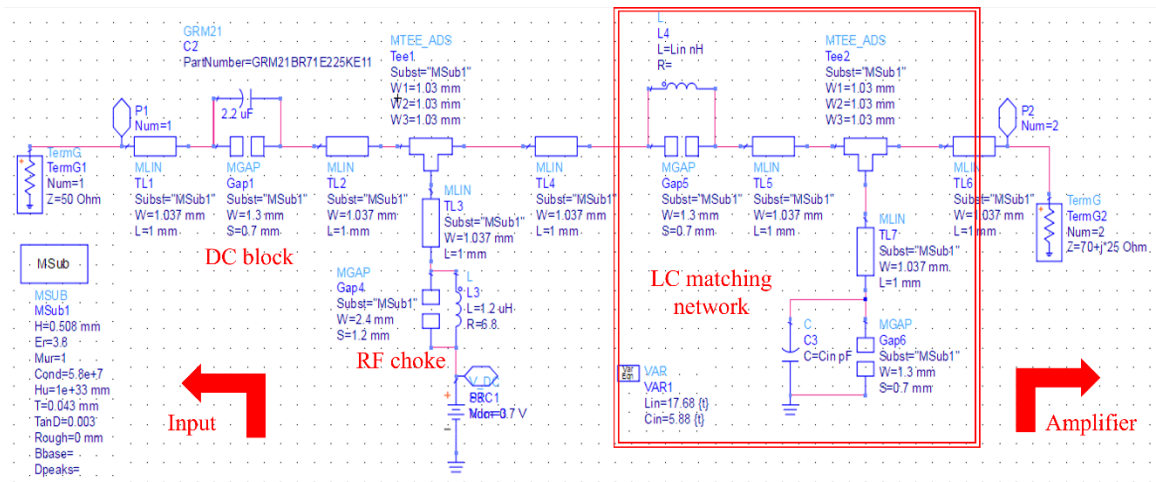 GRM21
C2
PartNumber=GRM21BR71E225KE11
2.2 uF
MTEE_ADS
Tee1
Subst="MSub1"
W1=1.03 mm
W2=1.03 mm
W3=1.03 mm
L
L4
L=Lin nH
R=
MTEE_ADS
Tee2
Subst="MSub1"
W1=1.03 mm
W2=1.03 mm
W3=1.03 mm
P1
Num=1
P2
Num=2
TermG
TermG1
Num=1
Z=50 Ohm
MLIN
TL1
Subst="MSub1"
W=1.037 mm
L=1 mm
MGAP
Gap1
Subst="MSub1"
W=1.3 mm
S=0.7 mm
MLIN
TL2
Subst="MSub1"
W=1.037 mm
L=1 mm
MLIN
TL3
Subst="MSub1"
W=1.037 mm
L=1 mm
MLIN
TL4
Subst="MSub1"
W=1.037 mm
L=1 mm
MGAP
Gap5
Subst="MSub1"
W=1.3 mm
S=0.7 mm
MLIN
TL5
Subst="MSub1"
W=1.037 mm
L=1 mm
MLIN
TL6
Subst="MSub1"
W=1.037 mm
L=1 mm
TermG
TermG2
Num=2
Z=70+j*25 Ohm
MLIN
TL7
Subst="MSub1"
W=1.037 mm
L=1 mm
DC block
LC matching
network
MSub
MSUB
MSub1
H=0.508 mm
Er=3.8
Mur=1
Cond=5.8e+7
Hu=1e+33 mm
T=0.043 mm
TanD=0.003
Rough=0 mm
Bbase=
Dpeaks=
MGAP
Gap4
Subst="MSub1"
W=2.4 mm
S=1.2 mm
L
L3
L=1.2 uH
R=6.8
RF choke
C
C3
C=Cin pF
MGAP
Gap6
Subst="MSub1"
W=1.3 mm
S=0.7 mm
Var
Eqn
VAR
VAR1
Lin=17.68 {t}
Cin=5.88 {t}
Input
Amplifier